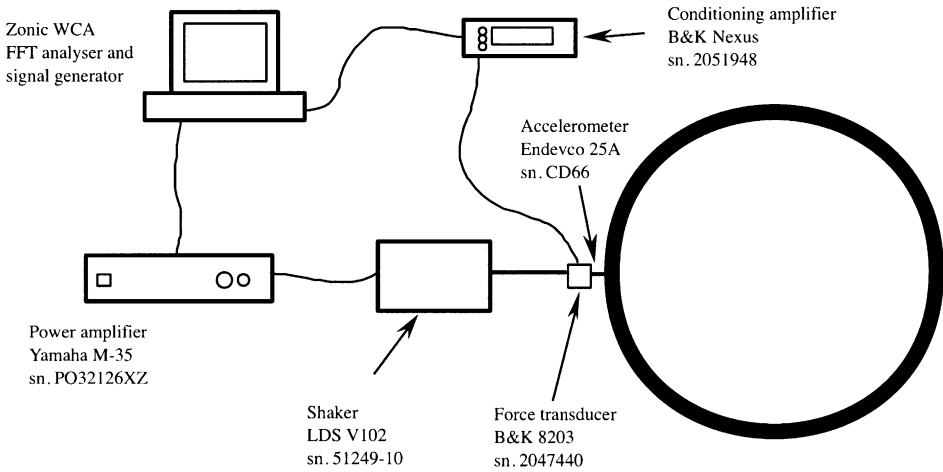 Zonic WCA
FFT analyser and
signal generator
Conditioning amplifier
B&K Nexus
sn. 2051948
Accelerometer
Endevco 25A
sn. CD66
Power amplifier
Yamaha M-35
sn. PO32126XZ
Shaker
LDS V102
sn. 51249-10
Force transducer
B&K 8203
sn. 2047440